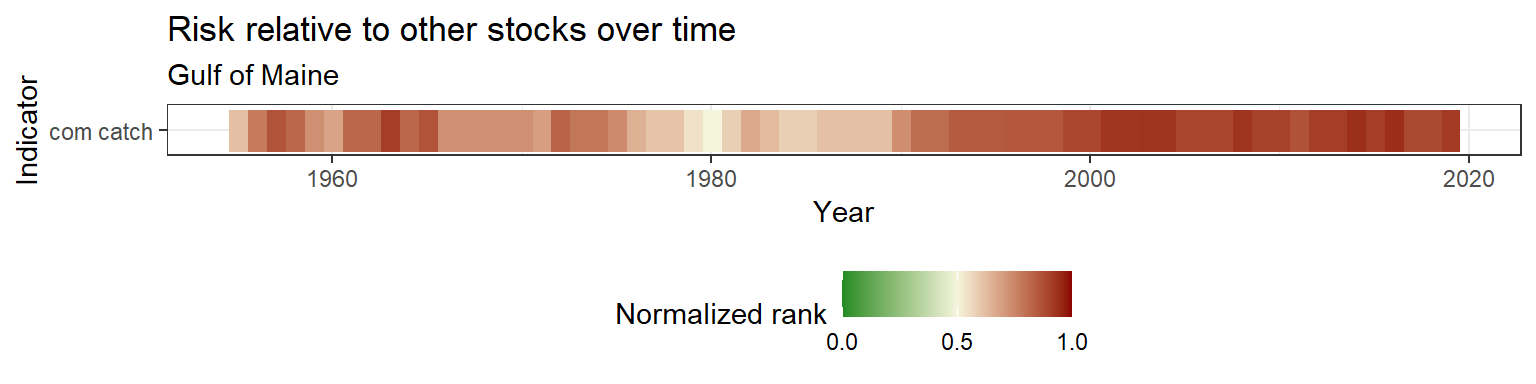 Risk relative to other stocks over time
Gulf of Maine
Indicator
com catch
1960 1980 2000 2020
Year
Normalized rank
0.0 0.5 1.0